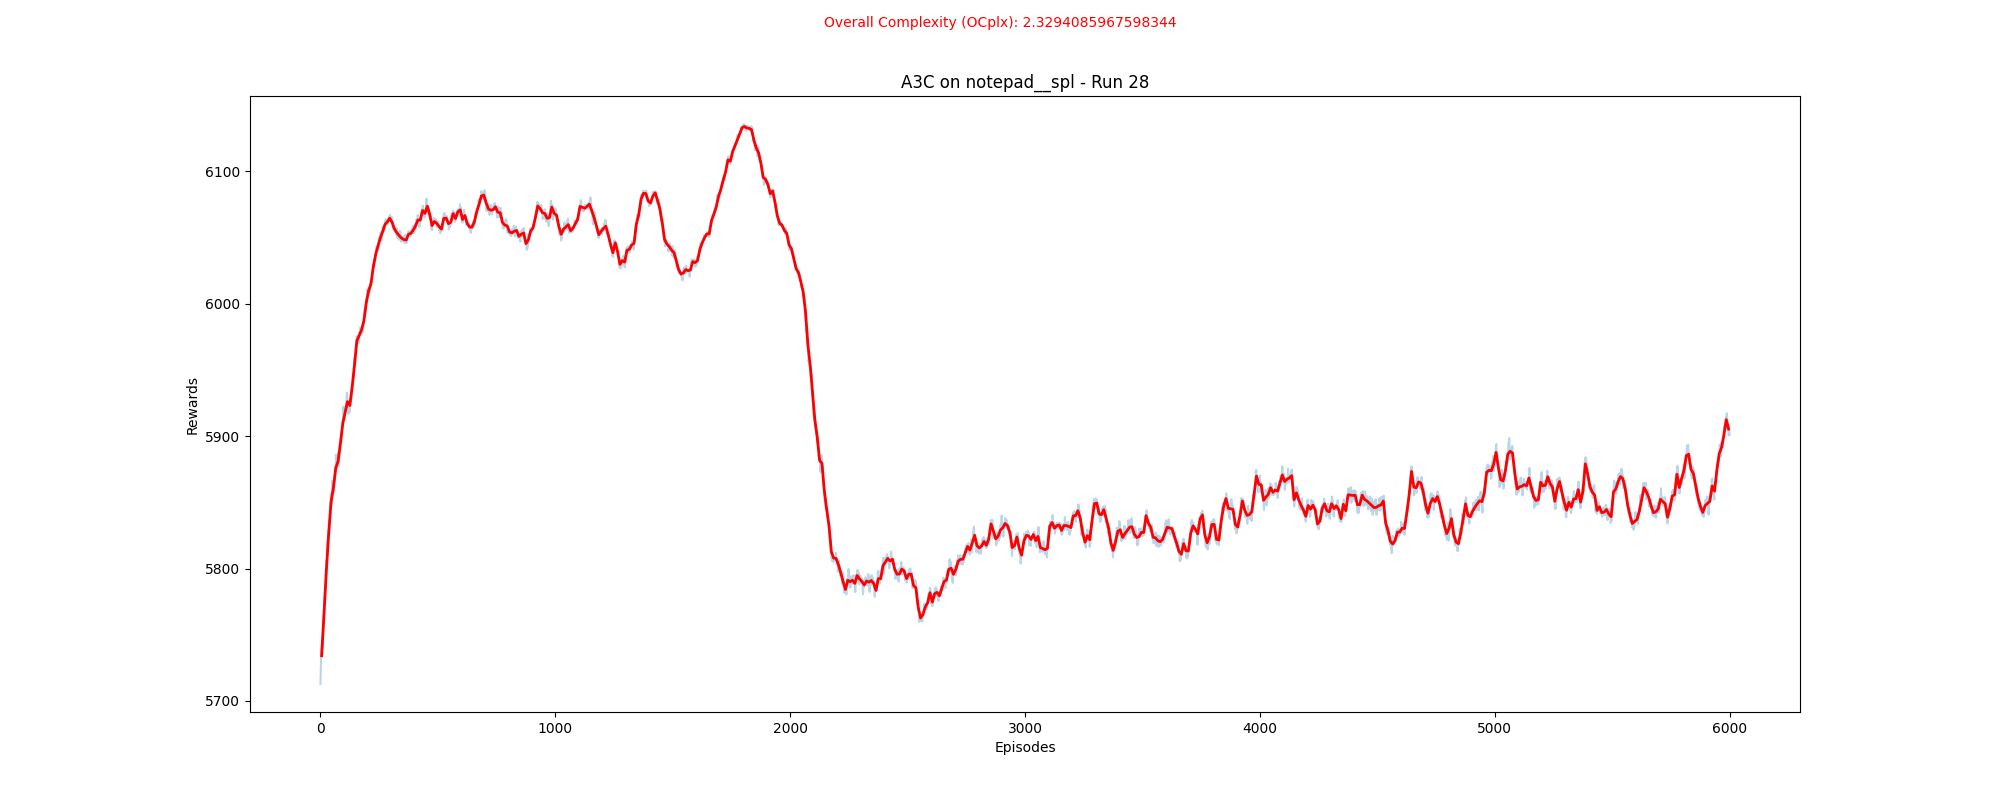 Overall Complexity (OCplx): 2.3294085967598344
A3C on notepad__spl - Run 28
6100
6000
5900
5800
5700
Rewards
0 1000 2000 3000 4000 5000 6000
Episodes